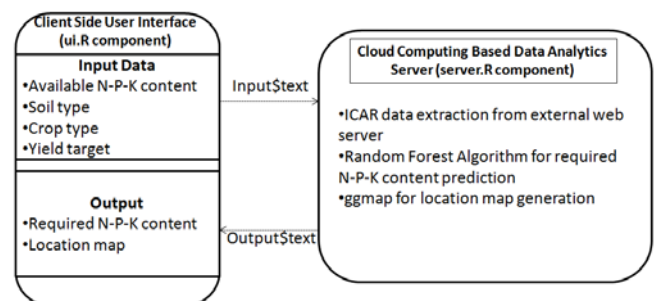 Client Side User Interface
(ui.R component)
Input Data
•Available N-P-K content
•Soil type
•Crop type
•Yield target
Output
•Required N-P-K content
•Location map
Input$text
Output$text
Cloud Computing Based Data Analytics
Server (server.R component)
•ICAR data extraction from external web
server
•Random Forest Algorithm for required
N-P-K content prediction
•ggmap for location map generation